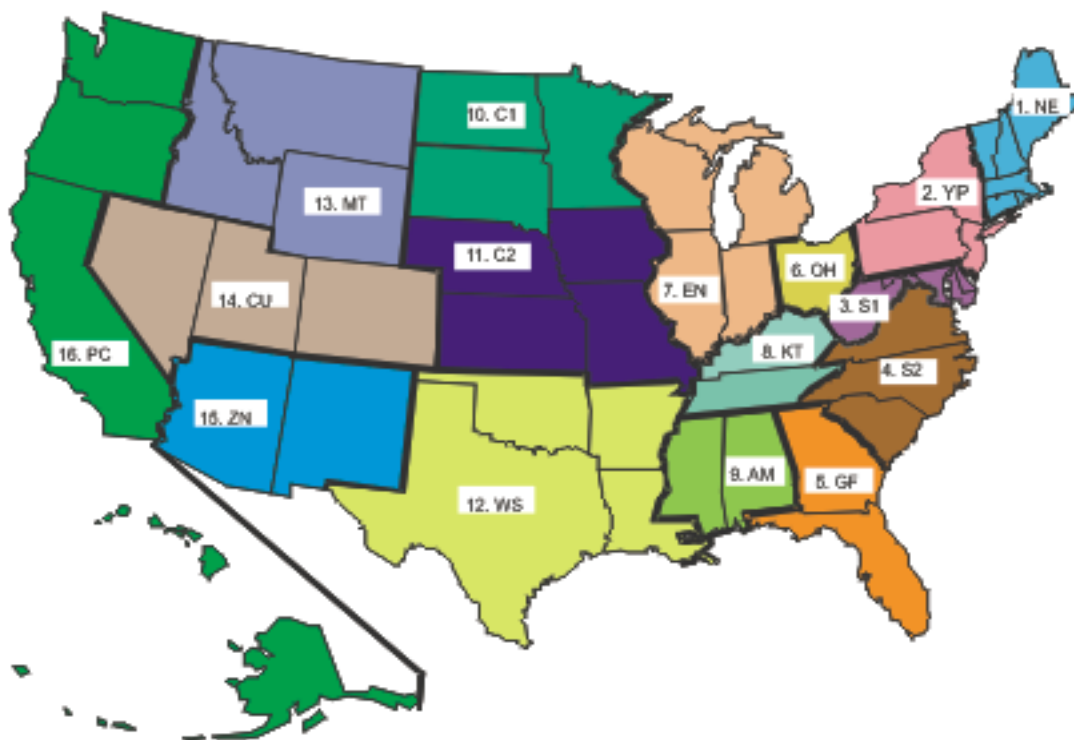 1. NE
2. YP
3. S1
4. S2
5. GF
6. OH
7. EN
8. KT
9. AM
10. C1
11. C2
12. WS
13. MT
14. CU
15. ZN
16. PC